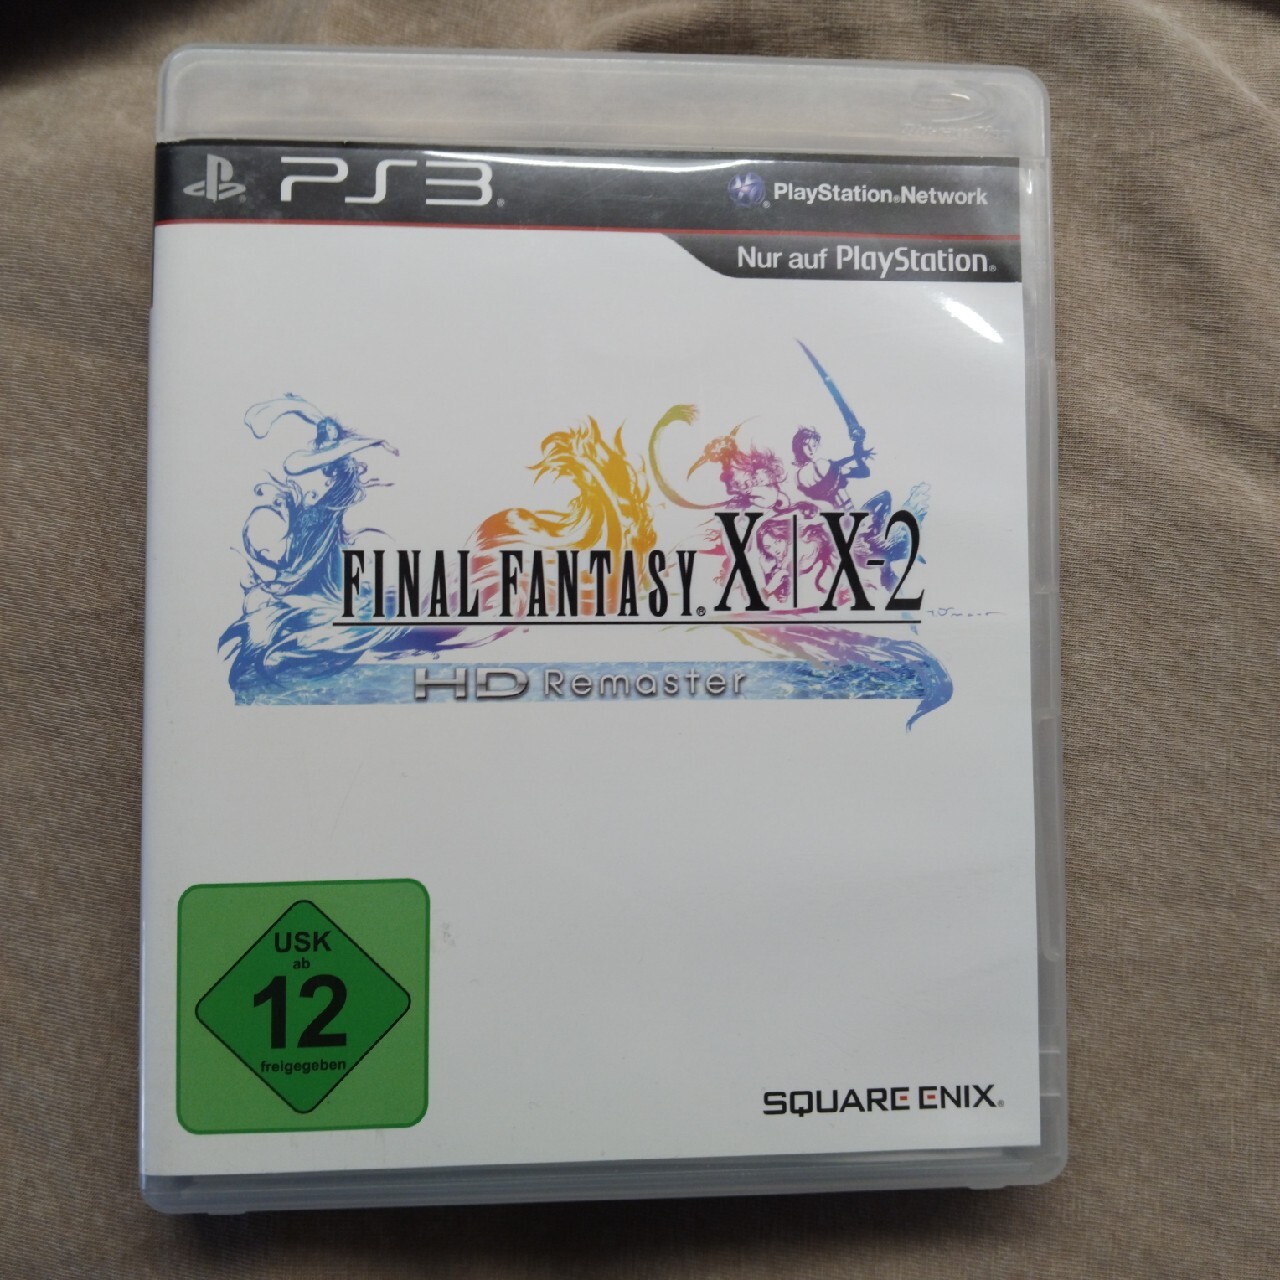 PS3®
PlayStation®Network
Nur auf PlayStation®
FINAL FANTASY® X|X-2
HD Remaster
USK
ab
12
freigegeben
SQUARE ENIX®